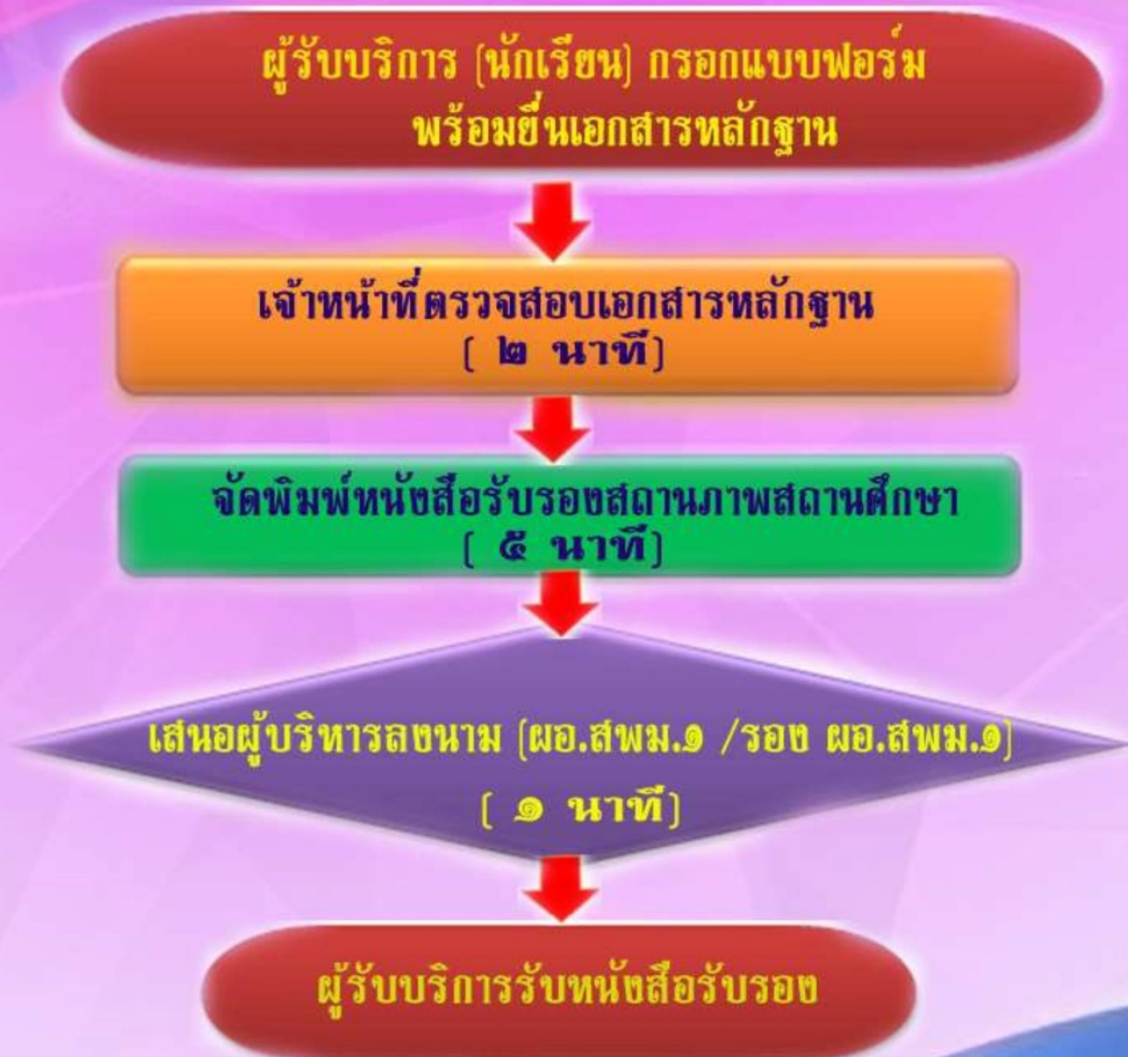 ผู้รับบริการ (นักเรียน) กรอกแบบฟอร์ม
พร้อมยื่นเอกสารหลักฐาน
เจ้าหน้าที่ตรวจสอบเอกสารหลักฐาน
( ๒ นาที)
จัดพิมพ์หนังสือรับรองสถานภาพสถานศึกษา
( ๕ นาที)
เสนอผู้บริหารลงนาม (ผอ.สพม.๑ /รอง ผอ.สพม.๑)
( ๑ นาที)
ผู้รับบริการรับหนังสือรับรอง